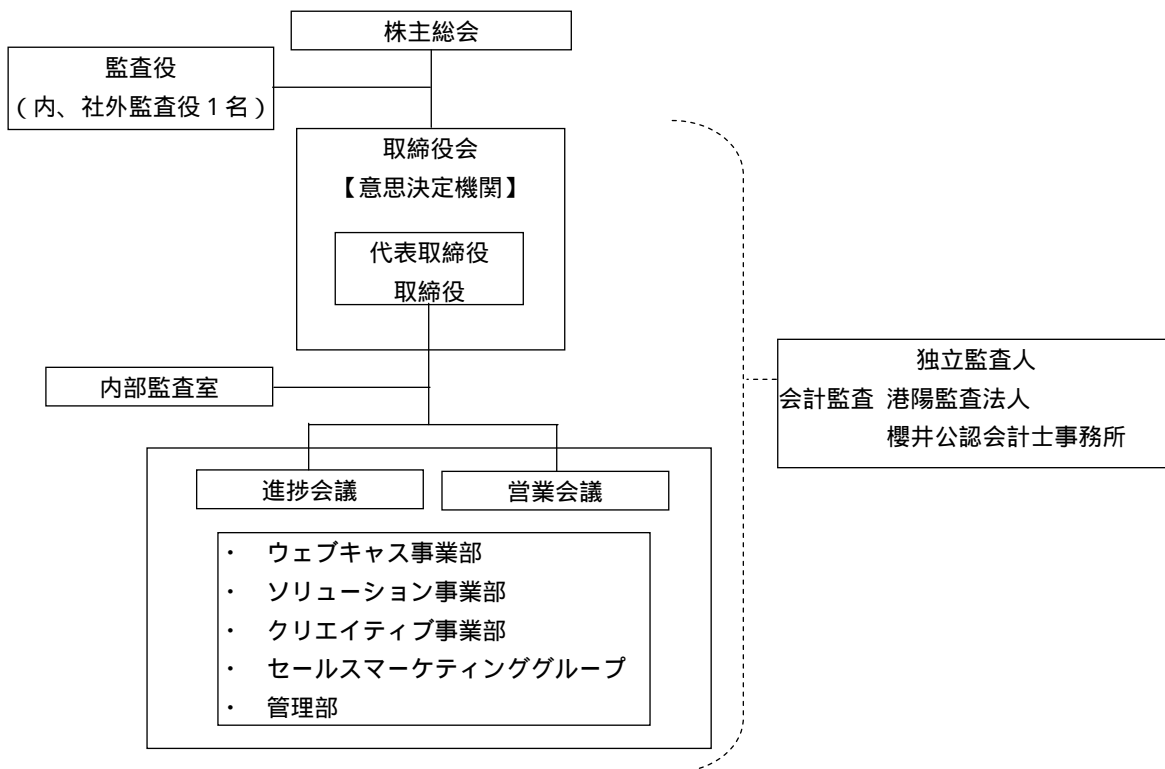 株主総会
監査役
（内、社外監査役１名）
取締役会
【意思決定機関】
代表取締役
取締役
内部監査室
独立監査人
会計監査 港陽監査法人
櫻井公認会計士事務所
進捗会議
営業会議
・ ウェブキャス事業部
・ ソリューション事業部
・ クリエイティブ事業部
・ セールスマーケティンググループ
・ 管理部